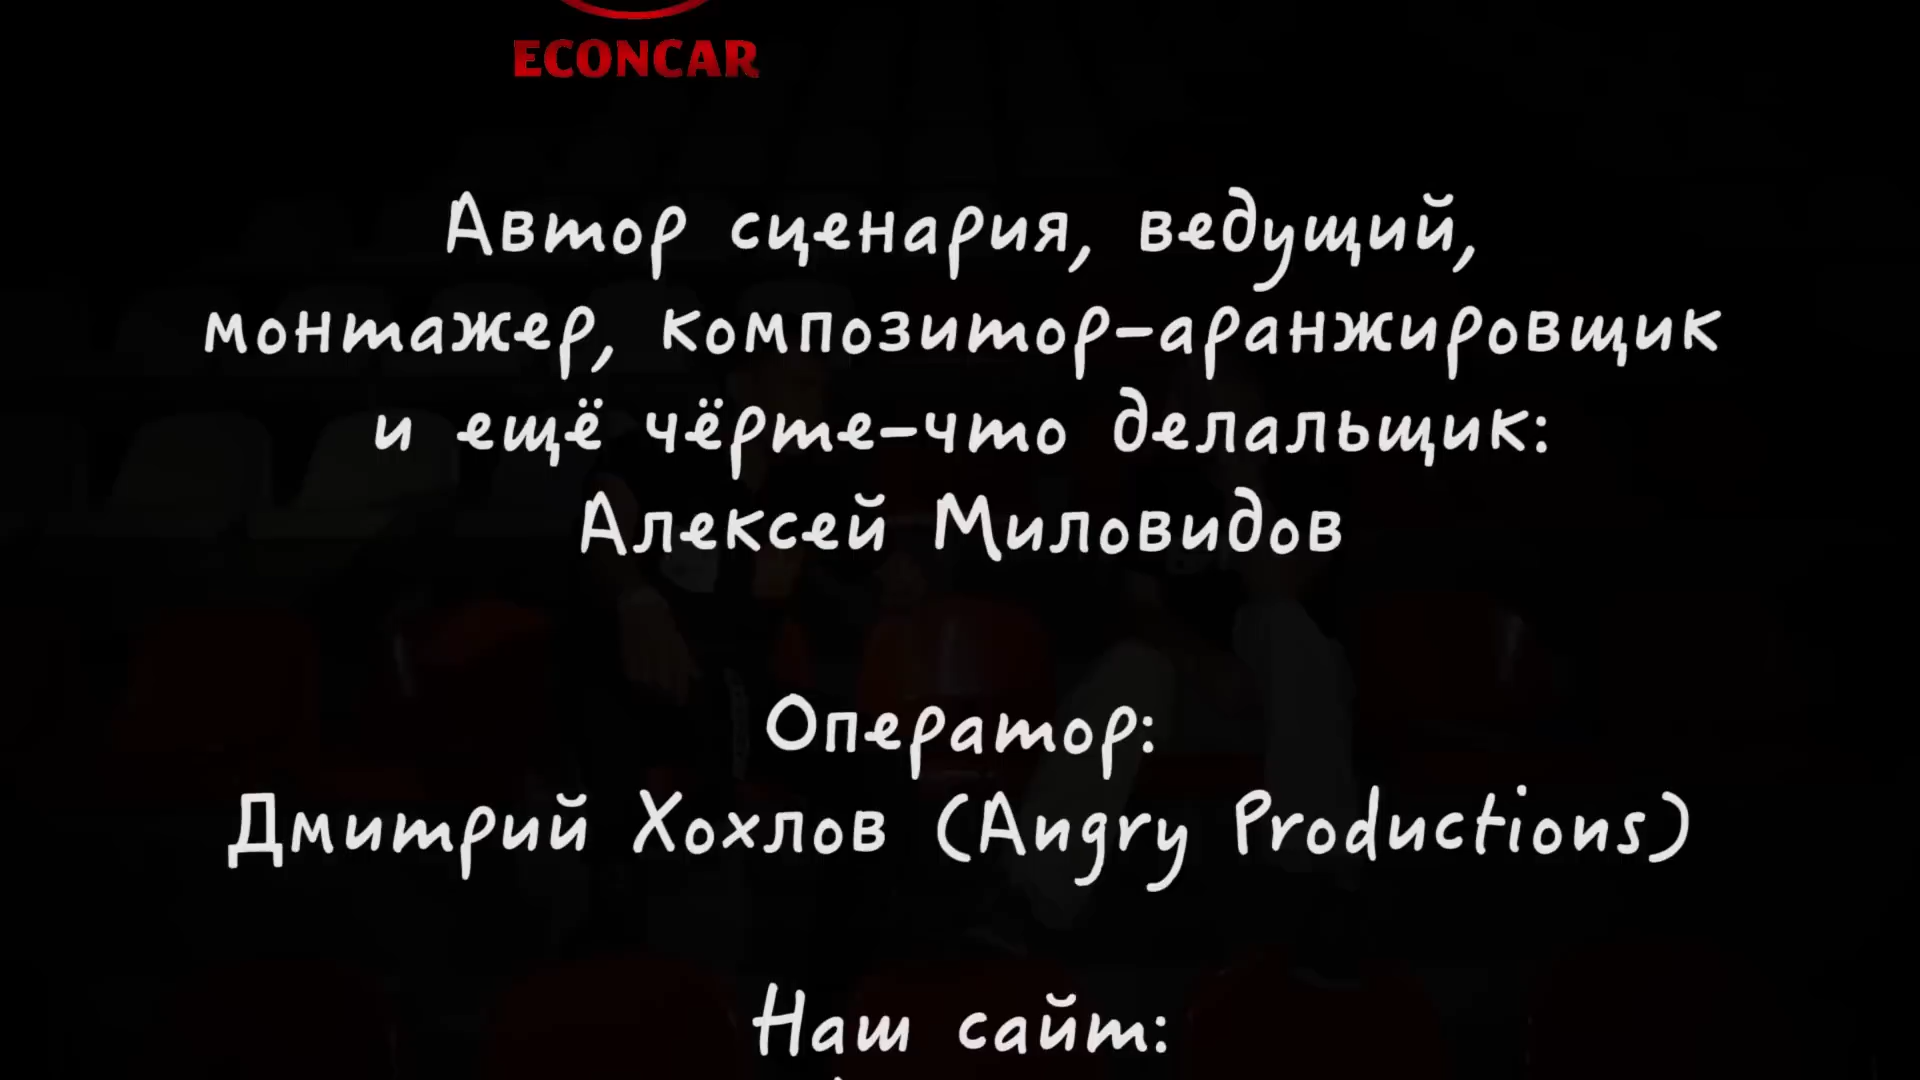 ECONCAR
Автор сценария, ведущий,
монтажер, композитор-аранжировщик
и ещё чёрте-что делальщик:
Алексей Миловидов
Оператор:
Дмитрий Хохлов (Angry Productions)
Наш сайт: